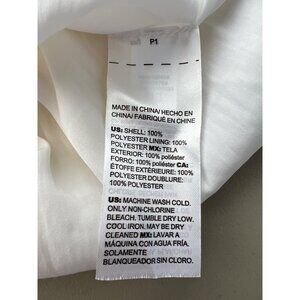 P1
MADE IN CHINA/ HECHO EN
CHINA/ FABRIQUÉ EN CHINE
US: SHELL: 100%
POLYESTER LINING: 100%
POLYESTER MX: TELA
EXTERIOR: 100% poliéster
FORRO: 100% poliéster CA:
ÉTOFFE EXTÉRIEURE: 100%
POLYESTER DOUBLURE:
100% POLYESTER
US: MACHINE WASH COLD.
ONLY NON-CHLORINE
BLEACH. TUMBLE DRY LOW.
COOL IRON. MAY BE DRY
CLEANED MX: LAVAR A
MÁQUINA CON AGUA FRÍA.
SOLAMENTE
BLANQUEADOR SIN CLORO.